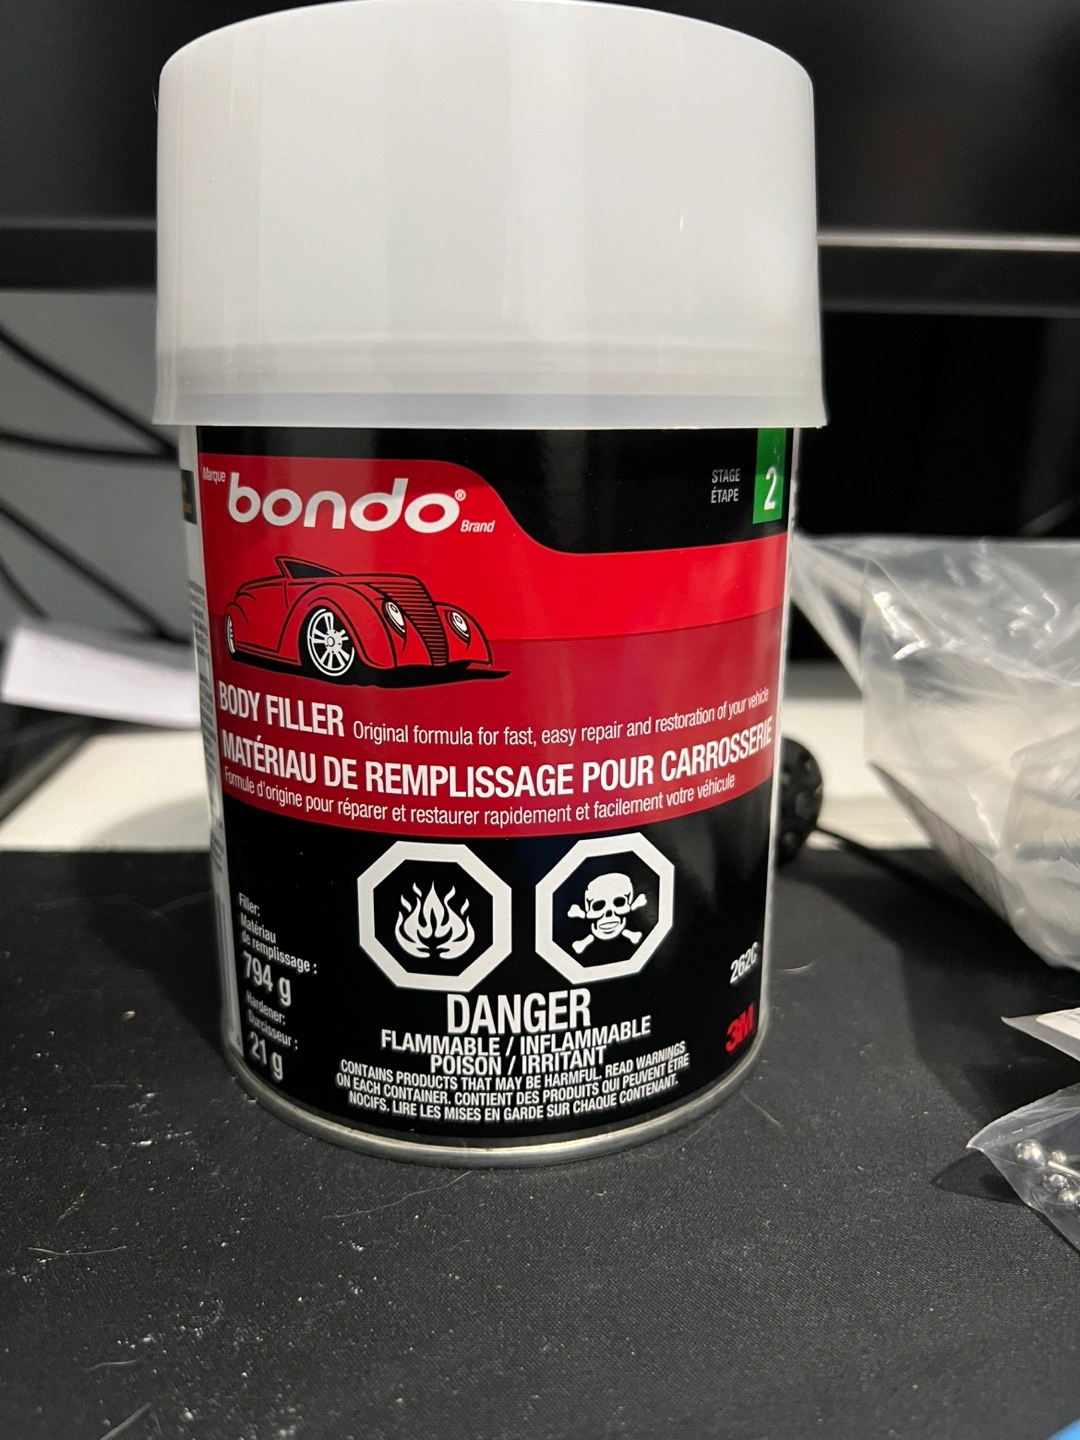 Marque
bondo®
Brand
STAGE
ÉTAPE
2
BODY FILLER Original formula for fast, easy repair and restoration of your vehicle
MATÉRIAU DE REMPLISSAGE POUR CARROSSERIE
Formule d'origine pour réparer et restaurer rapidement et facilement votre véhicule
Filler:
Matériau
de remplissage :
794 g
Hardener:
Durcisseur :
21 g
262C
3M
DANGER
FLAMMABLE / INFLAMMABLE
POISON / IRRITANT
CONTAINS PRODUCTS THAT MAY BE HARMFUL. READ WARNINGS
ON EACH CONTAINER. CONTIENT DES PRODUITS QUI PEUVENT ÊTRE
NOCIFS. LIRE LES MISES EN GARDE SUR CHAQUE CONTENANT.